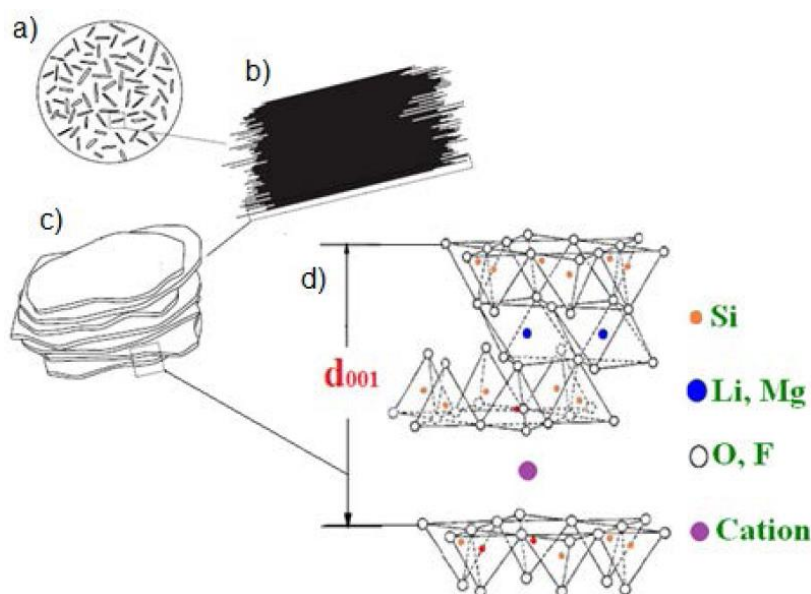 a)
b)
c)
d)
d001
Si
Li, Mg
O, F
Cation